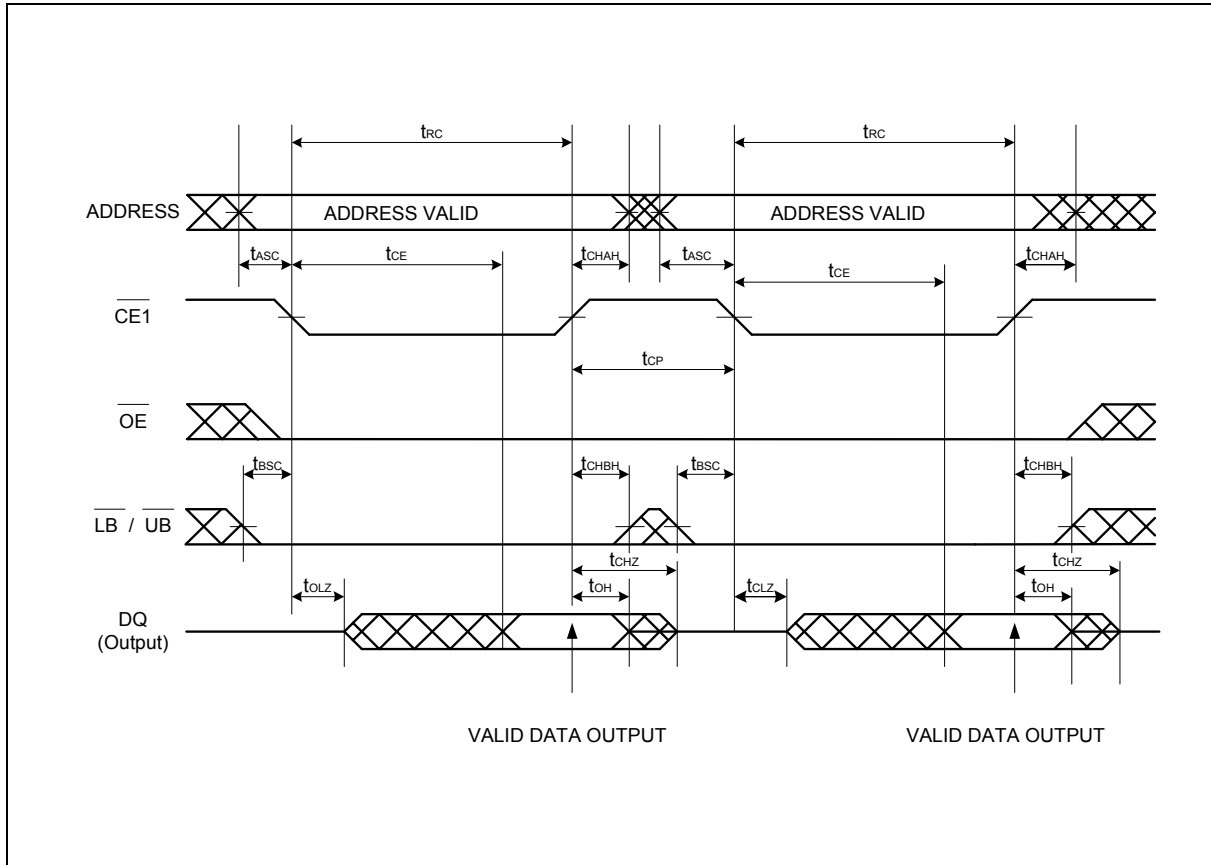 tRC tRC
ADDRESS ADDRESS VALID ADDRESS VALID
tASC tCE tCHAH tASC tCE tCHAH
CE1
tCP
OE
tBSC tCHBH tBSC tCHBH
LB / UB
tCHZ tCHZ
tOLZ tOH tCLZ tOH
DQ
(Output)
VALID DATA OUTPUT VALID DATA OUTPUT